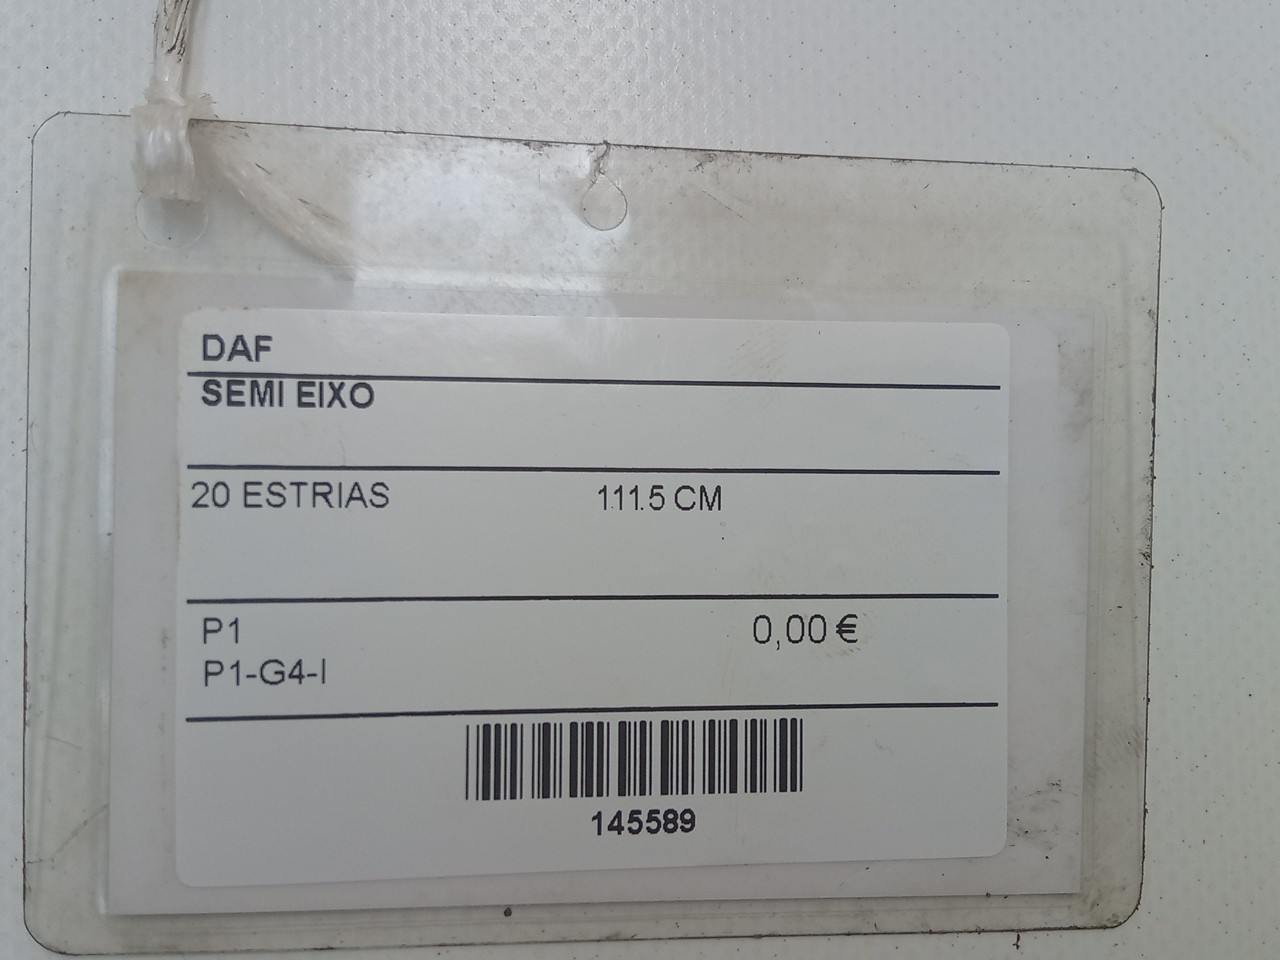 DAF
SEMI EIXO
20 ESTRIAS 111.5 CM
P1 0,00 €
P1-G4-I
145589